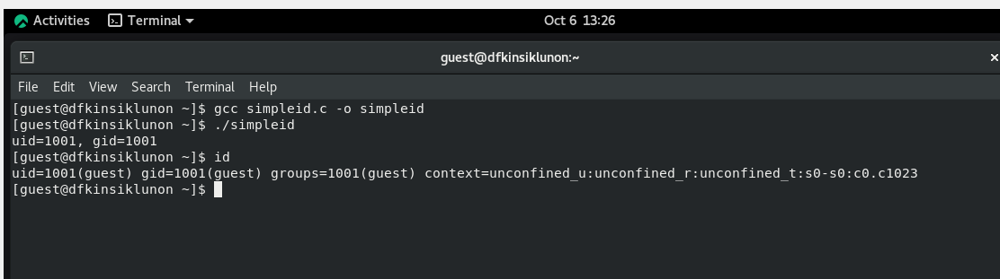 Activities Terminal Oct 6 13:26
guest@dfkinsiklunon:~ ×
File Edit View Search Terminal Help
[guest@dfkinsiklunon ~]$ gcc simpleid.c -o simpleid
[guest@dfkinsiklunon ~]$ ./simpleid
uid=1001, gid=1001
[guest@dfkinsiklunon ~]$ id
uid=1001(guest) gid=1001(guest) groups=1001(guest) context=unconfined_u:unconfined_r:unconfined_t:s0-s0:c0.c1023
[guest@dfkinsiklunon ~]$